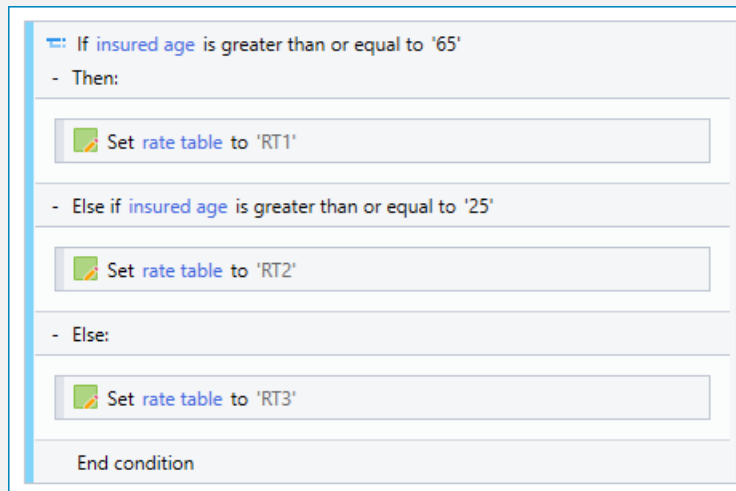 If insured age is greater than or equal to '65'
- Then:
Set rate table to 'RT1'
- Else if insured age is greater than or equal to '25'
Set rate table to 'RT2'
- Else:
Set rate table to 'RT3'
End condition